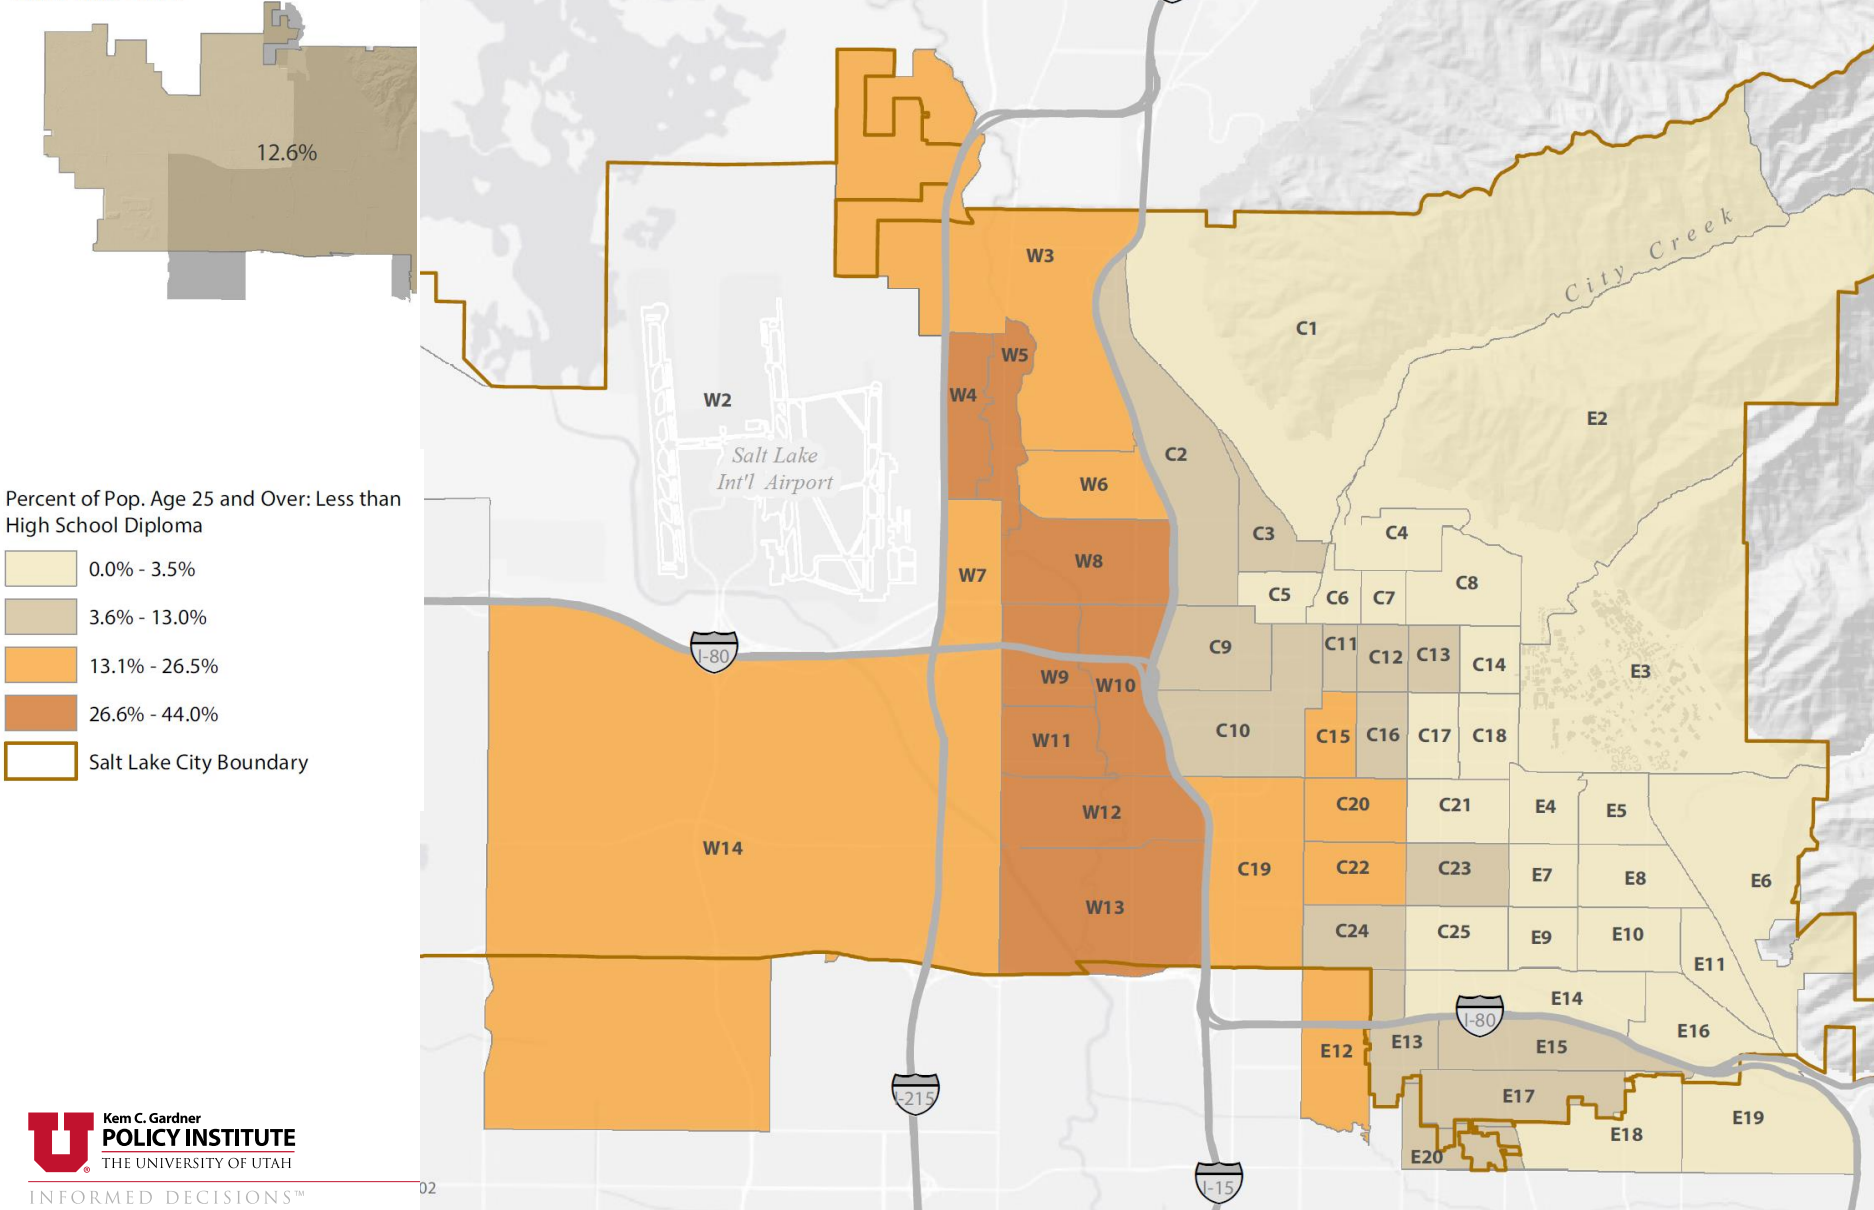 12.6%
Percent of Pop. Age 25 and Over: Less than
High School Diploma
0.0% - 3.5%
3.6% - 13.0%
13.1% - 26.5%
26.6% - 44.0%
Salt Lake City Boundary
Kem C. Gardner
POLICY INSTITUTE
THE UNIVERSITY OF UTAH
INFORMED DECISIONS™
U
®
02
City Creek
W3
C1
W5
W4
W2
E2
Salt Lake
Int'l Airport
C2
W6
C3
C4
W8
W7
C8
C5
C6
C7
I-80
C9
C11
C12
C13
C14
E3
W9
W10
W11
C10
C15
C16
C17
C18
W12
C20
C21
E4
E5
W14
C19
C22
C23
E7
E8
E6
W13
C24
C25
E9
E10
E11
E14
I-80
E16
E12
E13
E15
I-215
E17
E19
E18
E20
I-15